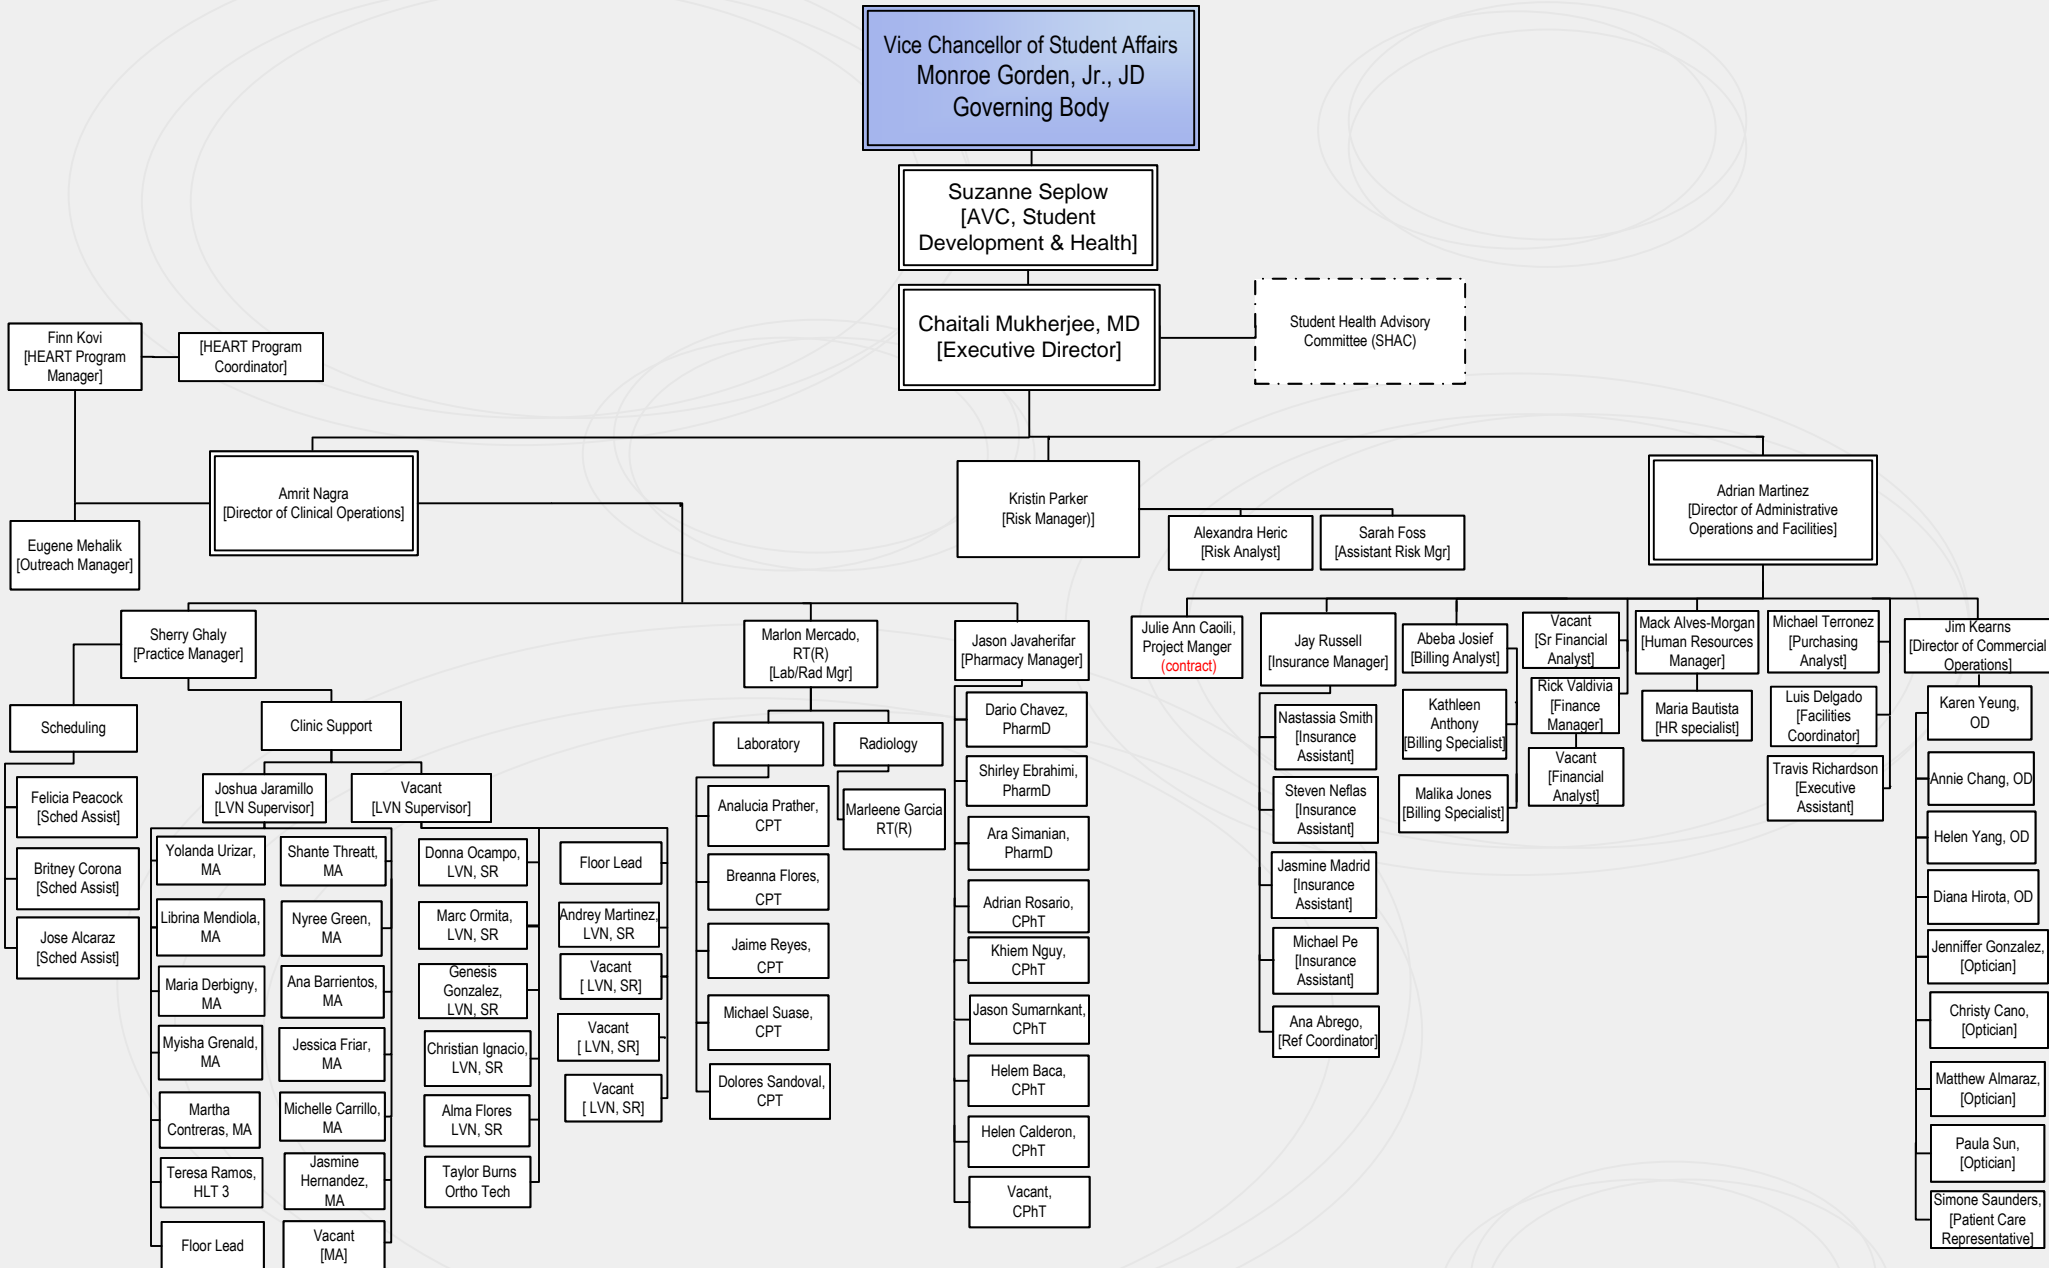 Vice Chancellor of Student Affairs
Monroe Gorden, Jr., JD
Governing Body
Suzanne Seplow
[AVC, Student
Development & Health]
Chaitali Mukherjee, MD
[Executive Director]
Student Health Advisory
Committee (SHAC)
Finn Kovi
[HEART Program
Manager]
[HEART Program
Coordinator]
Amrit Nagra
[Director of Clinical Operations]
Eugene Mehalik
[Outreach Manager]
Kristin Parker
[Risk Manager)]
Alexandra Heric
[Risk Analyst]
Sarah Foss
[Assistant Risk Mgr]
Adrian Martinez
[Director of Administrative
Operations and Facilities]
Sherry Ghaly
[Practice Manager]
Scheduling
Felicia Peacock
[Sched Assist]
Britney Corona
[Sched Assist]
Jose Alcaraz
[Sched Assist]
Clinic Support
Joshua Jaramillo
[LVN Supervisor]
Yolanda Urizar,
MA
Librina Mendiola,
MA
Maria Derbigny,
MA
Myisha Grenald,
MA
Martha
Contreras, MA
Teresa Ramos,
HLT 3
Floor Lead
Shante Threatt,
MA
Nyree Green,
MA
Ana Barrientos,
MA
Jessica Friar,
MA
Michelle Carrillo,
MA
Jasmine
Hernandez,
MA
Vacant
[MA]
Vacant
[LVN Supervisor]
Donna Ocampo,
LVN, SR
Marc Ormita,
LVN, SR
Genesis
Gonzalez,
LVN, SR
Christian Ignacio,
LVN, SR
Alma Flores
LVN, SR
Taylor Burns
Ortho Tech
Floor Lead
Andrey Martinez,
LVN, SR
Vacant
[ LVN, SR]
Vacant
[ LVN, SR]
Vacant
[ LVN, SR]
Marlon Mercado,
RT(R)
[Lab/Rad Mgr]
Laboratory
Analucia Prather,
CPT
Breanna Flores,
CPT
Jaime Reyes,
CPT
Michael Suase,
CPT
Dolores Sandoval,
CPT
Radiology
Marleene Garcia
RT(R)
Jason Javaherifar
[Pharmacy Manager]
Dario Chavez,
PharmD
Shirley Ebrahimi,
PharmD
Ara Simanian,
PharmD
Adrian Rosario,
CPhT
Khiem Nguy,
CPhT
Jason Sumarnkant,
CPhT
Helem Baca,
CPhT
Helen Calderon,
CPhT
Vacant,
CPhT
Julie Ann Caoili,
Project Manger
(contract)
Jay Russell
[Insurance Manager]
Nastassia Smith
[Insurance
Assistant]
Steven Neflas
[Insurance
Assistant]
Jasmine Madrid
[Insurance
Assistant]
Michael Pe
[Insurance
Assistant]
Ana Abrego,
[Ref Coordinator]
Abeba Josief
[Billing Analyst]
Kathleen
Anthony
[Billing Specialist]
Malika Jones
[Billing Specialist]
Vacant
[Sr Financial
Analyst]
Rick Valdivia
[Finance
Manager]
Vacant
[Financial
Analyst]
Mack Alves-Morgan
[Human Resources
Manager]
Maria Bautista
[HR specialist]
Michael Terronez
[Purchasing
Analyst]
Luis Delgado
[Facilities
Coordinator]
Travis Richardson
[Executive
Assistant]
Jim Kearns
[Director of Commercial
Operations]
Karen Yeung,
OD
Annie Chang, OD
Helen Yang, OD
Diana Hirota, OD
Jenniffer Gonzalez,
[Optician]
Christy Cano,
[Optician]
Matthew Almaraz,
[Optician]
Paula Sun,
[Optician]
Simone Saunders,
[Patient Care
Representative]